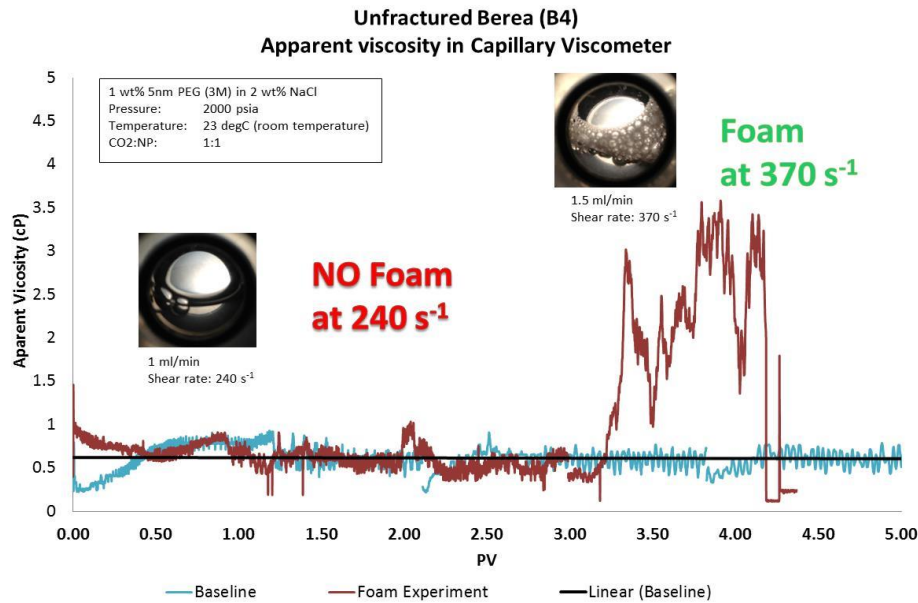 Unfractured Berea (B4)
Apparent viscosity in Capillary Viscometer
1 wt% 5nm PEG (3M) in 2 wt% NaCl
Pressure: 2000 psia
Temperature: 23 degC (room temperature)
CO2:NP: 1:1
Foam
at 370 s⁻¹
1.5 ml/min
Shear rate: 370 s⁻¹
NO Foam
at 240 s⁻¹
1 ml/min
Shear rate: 240 s⁻¹
Aparent Viscosity (cP)
5
4.5
4
3.5
3
2.5
2
1.5
1
0.5
0
0.00 0.50 1.00 1.50 2.00 2.50 3.00 3.50 4.00 4.50 5.00
PV
Baseline Foam Experiment Linear (Baseline)